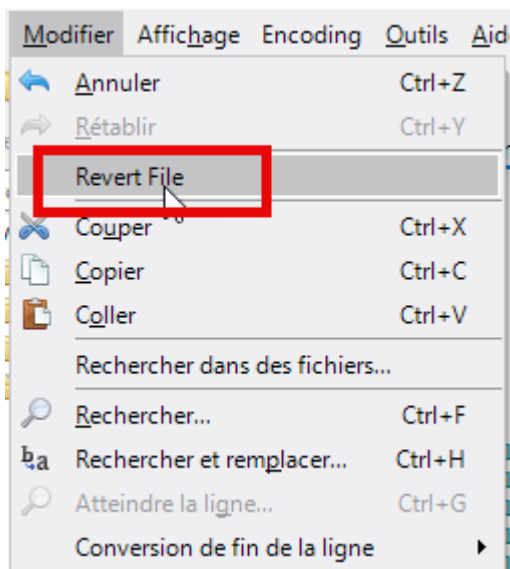 Modifier Affichage Encoding Outils Aid
Annuler Ctrl+Z
Rétablir Ctrl+Y
Revert File
Couper Ctrl+X
Copier Ctrl+C
Coller Ctrl+V
Rechercher dans des fichiers...
Rechercher... Ctrl+F
Rechercher et remplacer... Ctrl+H
Atteindre la ligne... Ctrl+G
Conversion de fin de la ligne